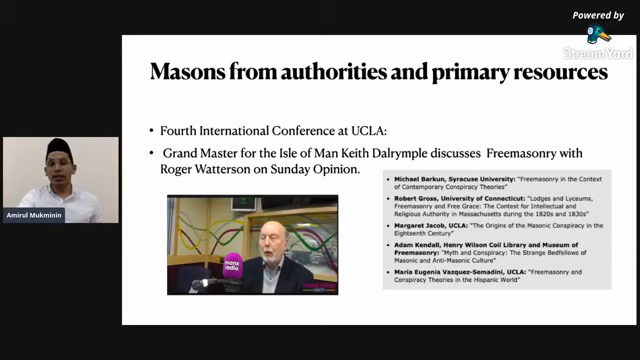 Powered by
StreamYard
Masons from authorities and primary resources
• Fourth International Conference at UCLA:
• Grand Master for the Isle of Man Keith Dalrymple discusses Freemasonry with
Roger Watterson on Sunday Opinion.
Amirul Mukminin
manx
radio
• Michael Barkun, Syracuse University: "Freemasonry in the Context
of Contemporary Conspiracy Theories"
• Robert Gross, University of Connecticut: "Lodges and Lyceums,
Freemasonry and Free Grace: The Contest for Intellectual and
Religious Authority in Massachusetts during the 1820s and 1830s"
• Margaret Jacob, UCLA: "The Origins of the Masonic Conspiracy in the
Eighteenth Century"
• Adam Kendall, Henry Wilson Coil Library and Museum of
Freemasonry: "Myth and Conspiracy: The Strange Bedfellows of
Masonic and Anti-Masonic Culture"
• Maria Eugenia Vazquez-Semadini, UCLA: "Freemasonry and
Conspiracy Theories in the Hispanic World"